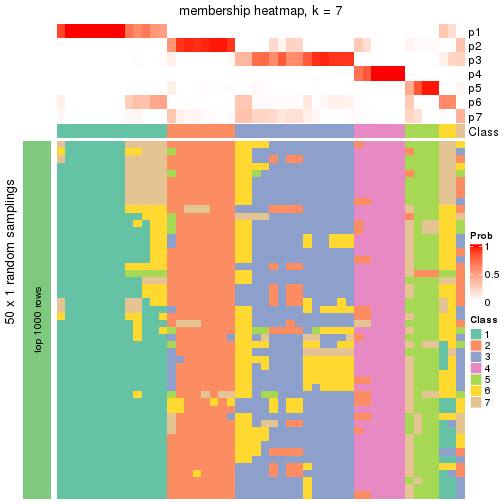 membership heatmap, k = 7
p1
p2
p3
p4
p5
p6
p7
Class
50 x 1 random samplings
top 1000 rows
Prob
1
0.5
0
Class
1
2
3
4
5
6
7